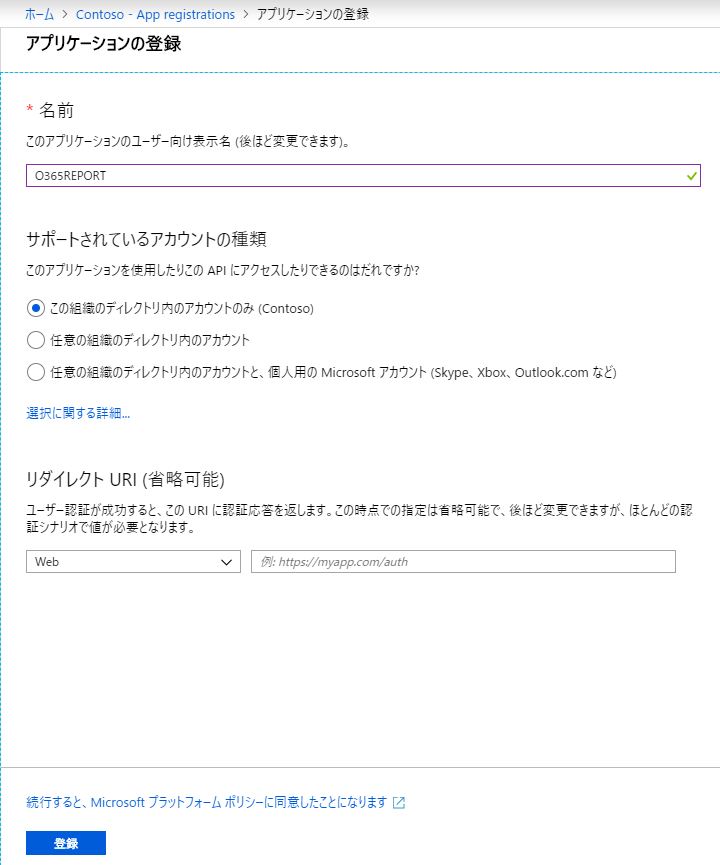 ホーム > Contoso - App registrations > アプリケーションの登録
アプリケーションの登録
* 名前
このアプリケーションのユーザー向け表示名 (後ほど変更できます)。
O365REPORT
サポートされているアカウントの種類
このアプリケーションを使用したりこの API にアクセスしたりできるのはだれですか?
この組織のディレクトリ内のアカウントのみ (Contoso)
任意の組織のディレクトリ内のアカウント
任意の組織のディレクトリ内のアカウントと、個人用の Microsoft アカウント (Skype、Xbox、Outlook.com など)
選択に関する詳細...
リダイレクト URI (省略可能)
ユーザー認証が成功すると、この URI に認証応答を返します。この時点での指定は省略可能で、後ほど変更できますが、ほとんどの認
証シナリオで値が必要となります。
Web 例: https://myapp.com/auth
続行すると、Microsoft プラットフォーム ポリシーに同意したことになります
登録